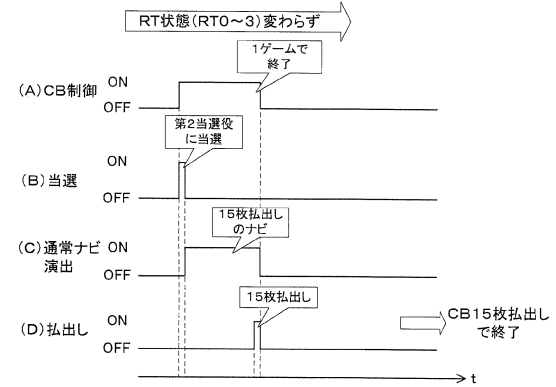 RT状態(RT0~3)変わらず
1ゲームで
終了
(A)CB制御
ON
OFF
第2当選役
に当選
(B)当選
ON
OFF
15枚払出し
のナビ
(C)通常ナビ
演出
ON
OFF
15枚払出し
(D)払出し
ON
OFF
CB15枚払出し
で終了
t